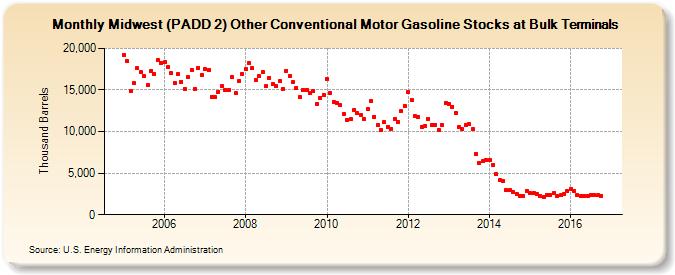 Monthly Midwest (PADD 2) Other Conventional Motor Gasoline Stocks at Bulk Terminals
Thousand Barrels
20,000
15,000
10,000
5,000
0
2006 2008 2010 2012 2014 2016
Source: U.S. Energy Information Administration